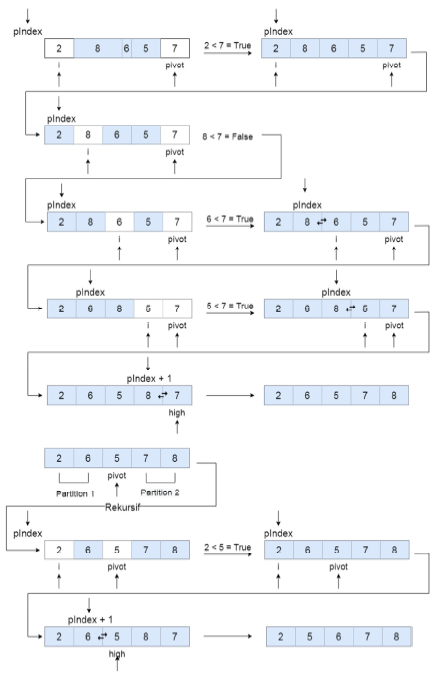 pIndex pIndex
2 8 6 5 7 2 < 7 = True 2 8 6 5 7
i pivot i pivot
pIndex
2 8 6 5 7 8 < 7 = False
i pivot
pIndex pIndex
2 8 6 5 7 6 < 7 = True 2 8 6 5 7
i pivot i pivot
pIndex pIndex
2 6 8 5 7 5 < 7 = True 2 6 8 5 7
i pivot i pivot
pIndex + 1
2 6 5 8 7 2 6 5 7 8
high
2 6 5 7 8
Partition 1 pivot Partition 2
Rekursif
pIndex pIndex
2 6 5 7 8 2 < 5 = True 2 6 5 7 8
i pivot i pivot
pIndex + 1
2 6 5 8 7 2 5 6 7 8
high